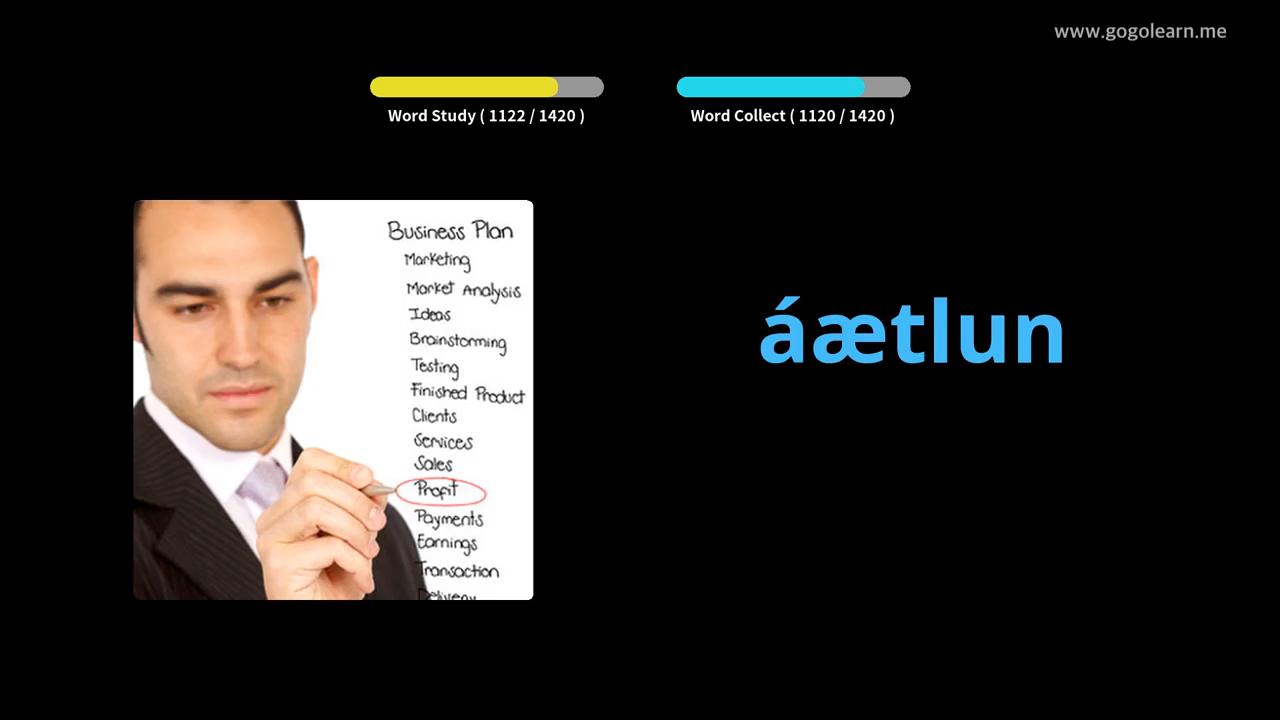 www.gogolearn.me
Word Study ( 1122 / 1420 )
Word Collect ( 1120 / 1420 )
Business Plan
Marketing
Market Analysis
Ideas
Brainstorming
Testing
Finished Product
Clients
Services
Sales
Profit
Payments
Earnings
Transaction
Delivery
áætlun